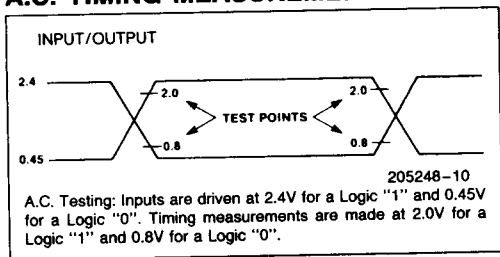 A.C. TIMING MEASUREMENT
INPUT/OUTPUT
2.4
2.0
2.0
TEST POINTS
0.8
0.8
0.45
205248-10
A.C. Testing: Inputs are driven at 2.4V for a Logic "1" and 0.45V
for a Logic "0". Timing measurements are made at 2.0V for a
Logic "1" and 0.8V for a Logic "0".